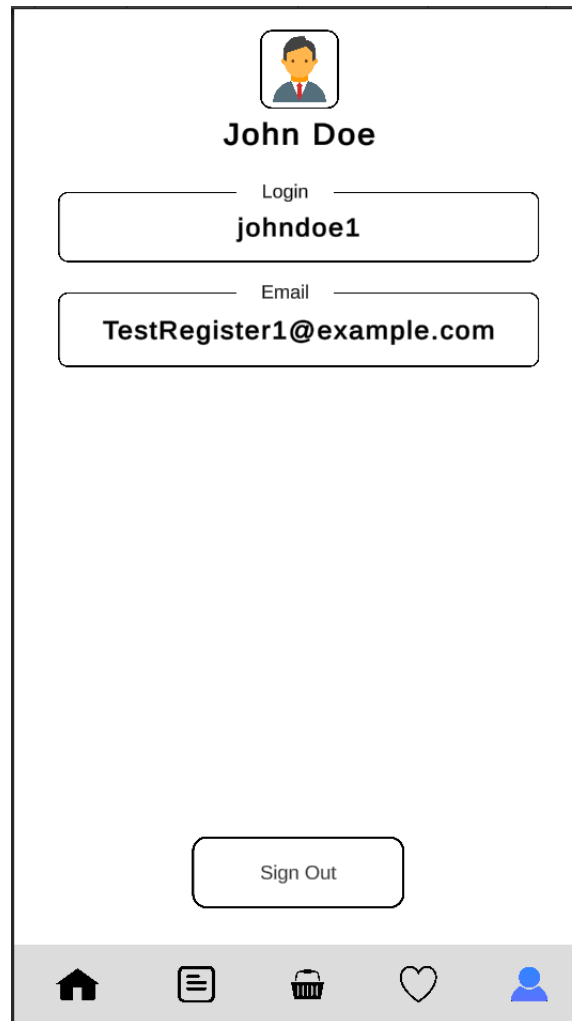 John Doe
Login
johndoe1
Email
TestRegister1@example.com
Sign Out